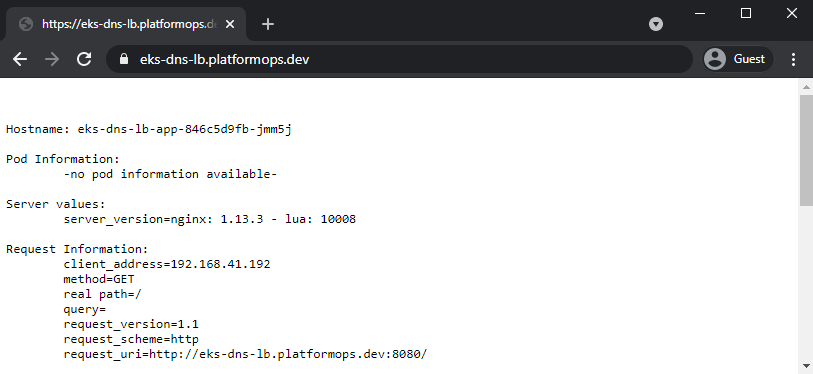 https://eks-dns-lb.platformops.de
eks-dns-lb.platformops.dev
Guest
Hostname: eks-dns-lb-app-846c5d9fb-jmm5j
Pod Information:
-no pod information available-
Server values:
server_version=nginx: 1.13.3 - lua: 10008
Request Information:
client_address=192.168.41.192
method=GET
real path=/
query=
request_version=1.1
request_scheme=http
request_uri=http://eks-dns-lb.platformops.dev:8080/